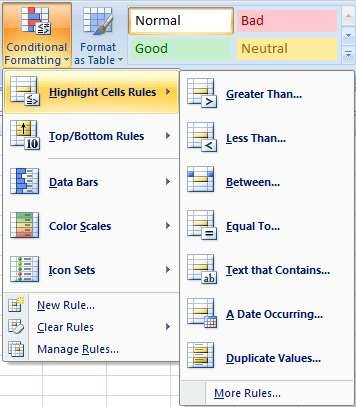 Conditional
Formatting
Format
as Table
Normal
Bad
Good
Neutral
Highlight Cells Rules
Top/Bottom Rules
Data Bars
Color Scales
Icon Sets
New Rule...
Clear Rules
Manage Rules...
Greater Than...
Less Than...
Between...
Equal To...
Text that Contains...
A Date Occurring...
Duplicate Values...
More Rules...